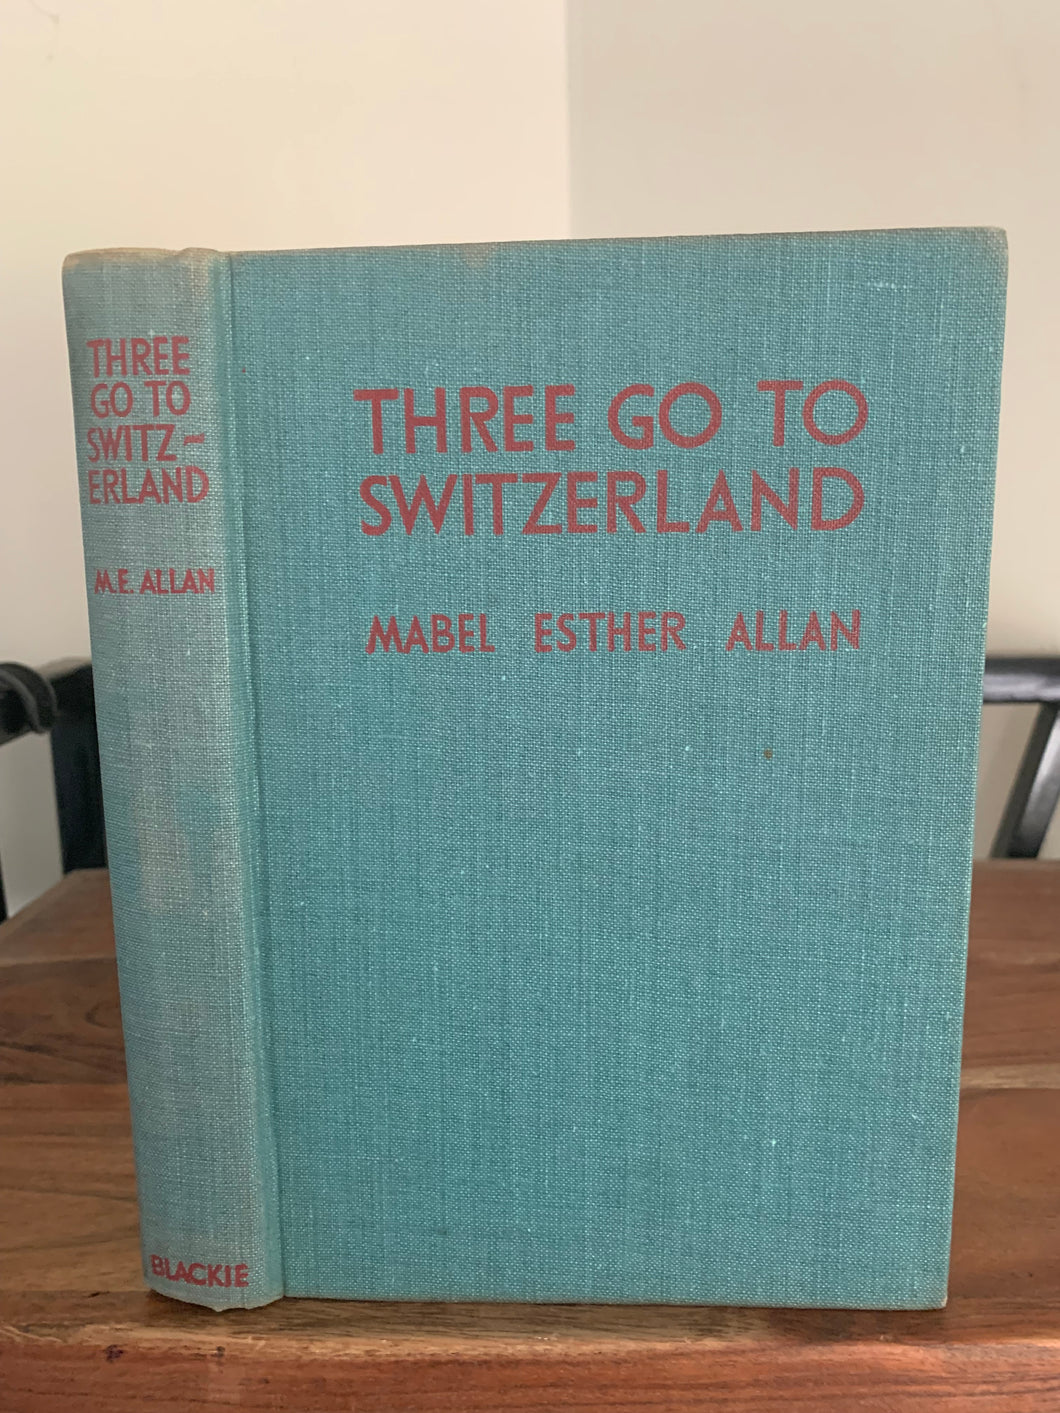 THREE
GO TO
SWITZ-
ERLAND
M.E. ALLAN
BLACKIE
THREE GO TO
SWITZERLAND
MABEL ESTHER ALLAN